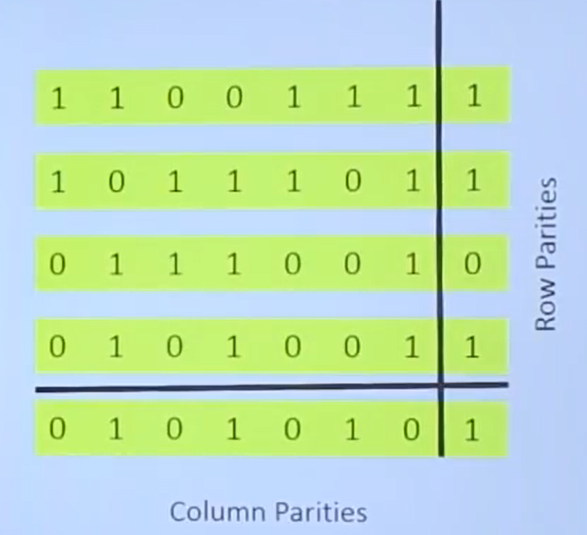 1 1 0 0 1 1 1 1
1 0 1 1 1 0 1 1
0 1 1 1 0 0 1 0
0 1 0 1 0 0 1 1
0 1 0 1 0 1 0 1
Row Parities
Column Parities